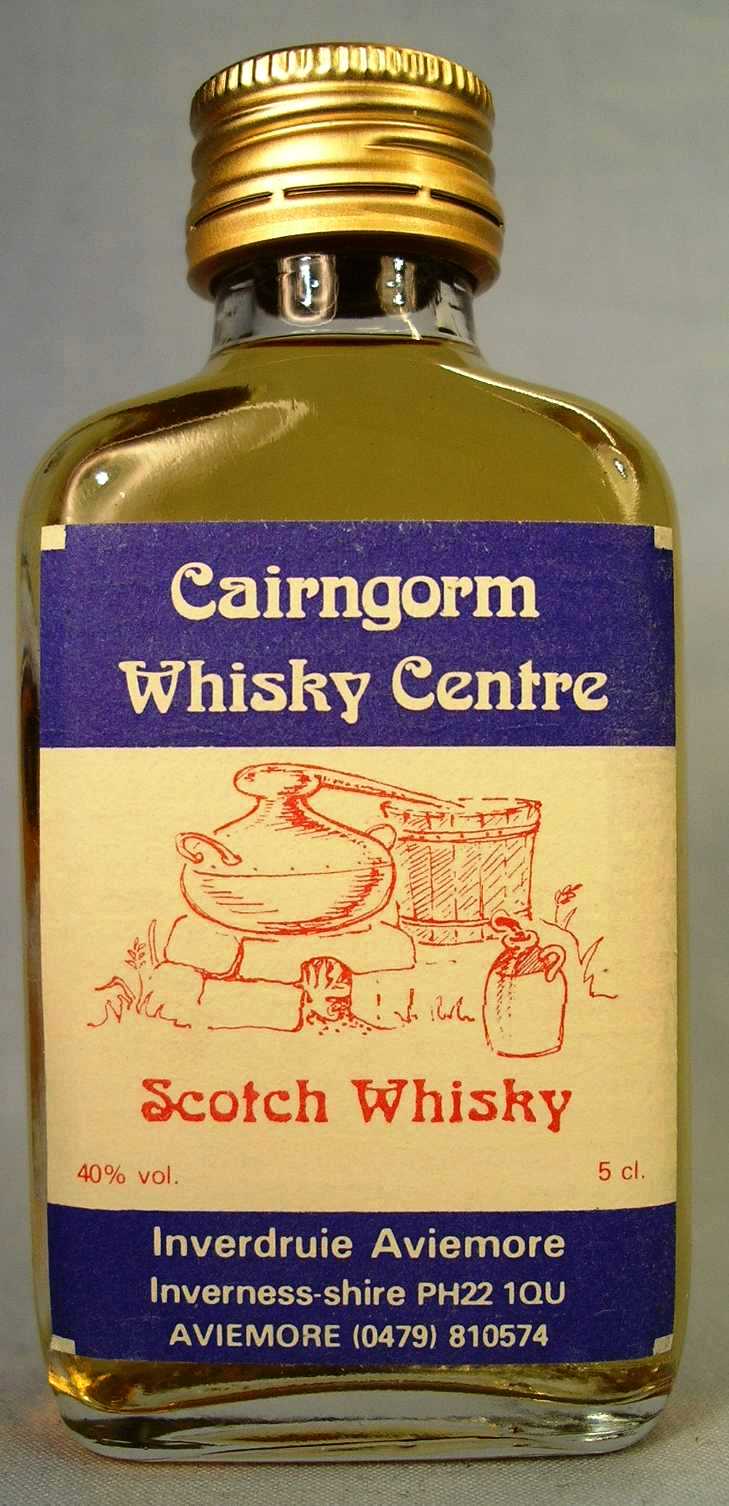 Cairngorm
Whisky Centre
Scotch Whisky
40% vol. 5 cl.
Inverdruie Aviemore
Inverness-shire PH22 1QU
AVIEMORE (0479) 810574